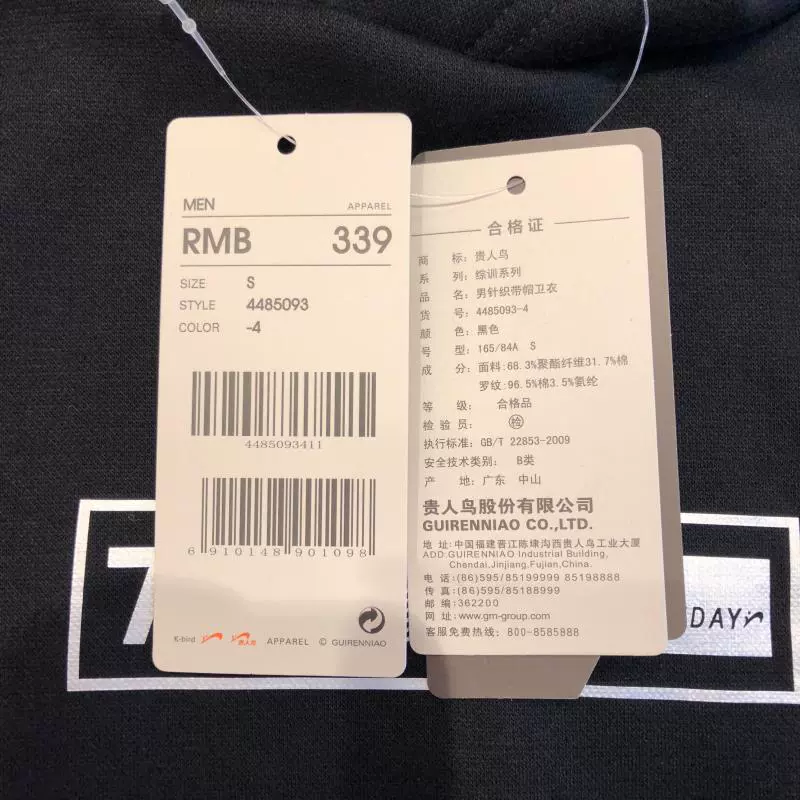 MEN APPAREL
RMB 339
SIZE S
STYLE 4485093
COLOR -4
4485093411
6 910148 901098
K-bird 贵人鸟 APPAREL © GUIRENNIAO
合格证
商 标: 贵人鸟
系 列: 综训系列
品 名: 男针织带帽卫衣
货 号: 4485093-4
颜 色: 黑色
号 型: 165/84A S
成 分: 面料:68.3%聚酯纤维31.7%棉
罗纹:96.5%棉3.5%氨纶
等 级: 合格品
检 验 员: 检
执行标准: GB/T 22853-2009
安全技术类别: B类
产 地: 广东 中山
贵人鸟股份有限公司
GUIRENNIAO CO.,LTD.
地 址:中国福建晋江陈埭沟西贵人鸟工业大厦
ADD:GUIRENNIAO Industrial Building,
Chendai,Jinjiang,Fujian,China.
电 话:(86)595/85199999 85198888
传 真:(86)595/85188999
邮 编:362200
网 址:www.gm-group.com
客服免费热线: 800-8585888
7
DAY